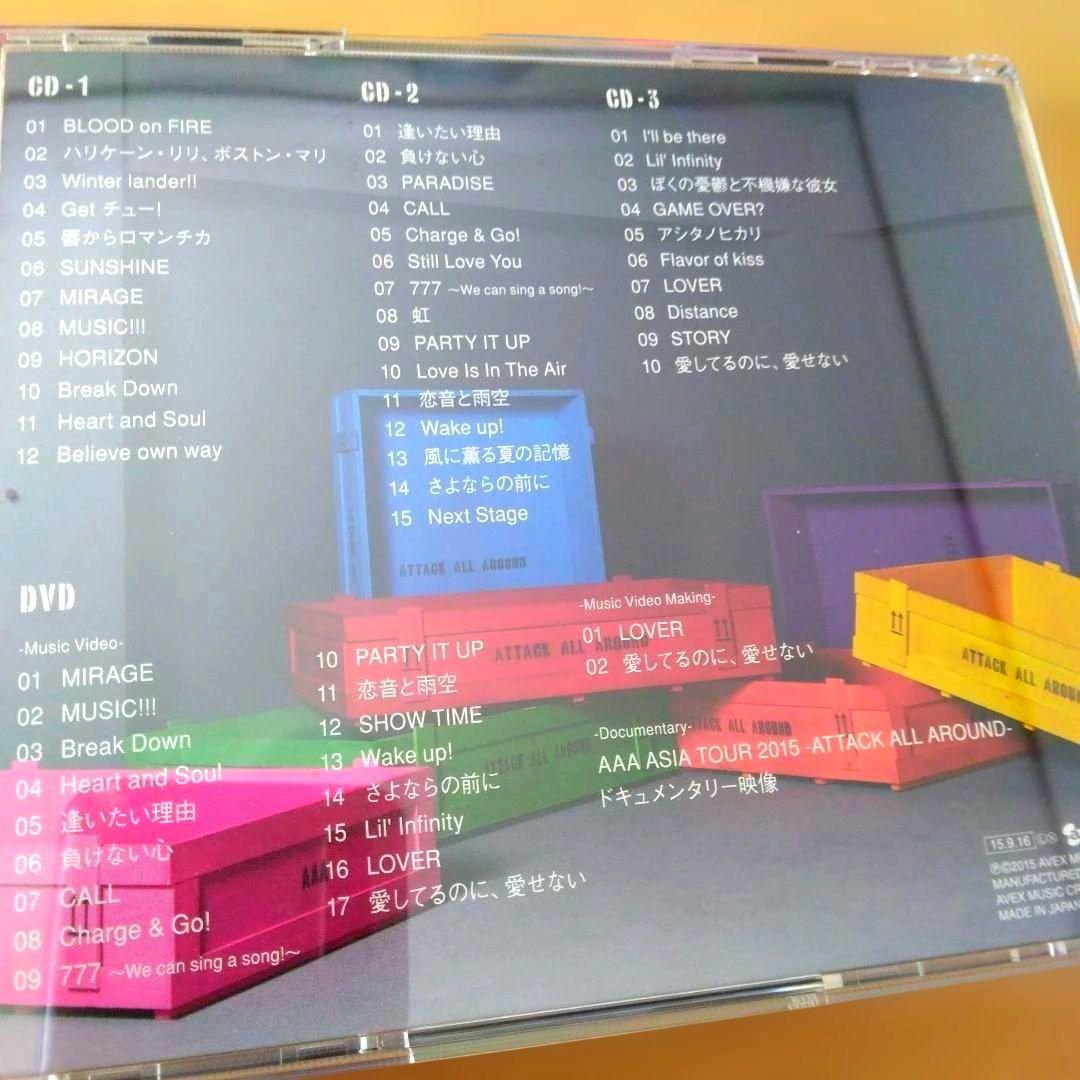 CD-1
01 BLOOD on FIRE
02 ハリケーン・リリ、ボストン・マリ
03 Winter lander!!
04 Get チュー!
05 唇からロマンチカ
06 SUNSHINE
07 MIRAGE
08 MUSIC!!!
09 HORIZON
10 Break Down
11 Heart and Soul
12 Believe own way
CD-2
01 逢いたい理由
02 負けない心
03 PARADISE
04 CALL
05 Charge & Go!
06 Still Love You
07 777 ～We can sing a song!～
08 虹
09 PARTY IT UP
10 Love Is In The Air
11 恋音と雨空
12 Wake up!
13 風に薫る夏の記憶
14 さよならの前に
15 Next Stage
CD-3
01 I'll be there
02 Lil' Infinity
03 ぼくの憂鬱と不機嫌な彼女
04 GAME OVER?
05 アシタノヒカリ
06 Flavor of kiss
07 LOVER
08 Distance
09 STORY
10 愛してるのに、愛せない
DVD
-Music Video-
01 MIRAGE
02 MUSIC!!!
03 Break Down
04 Heart and Soul
05 逢いたい理由
06 負けない心
07 CALL
08 Charge & Go!
09 777 ～We can sing a song!～
10 PARTY IT UP
11 恋音と雨空
12 SHOW TIME
13 Wake up!
14 さよならの前に
15 Lil' Infinity
16 LOVER
17 愛してるのに、愛せない
-Music Video Making-
01 LOVER
02 愛してるのに、愛せない
-Documentary-
AAA ASIA TOUR 2015 -ATTACK ALL AROUND-
ドキュメンタリー映像
ATTACK ALL AROUND
ATTACK ALL AROUND
ATTACK ALL AROUND
ATTACK ALL AROUND
ATTACK ALL AROUND
AAA
15.9.16
℗©2015 AVEX
MANUFACTURED
AVEX MUSIC
MADE IN JAPAN